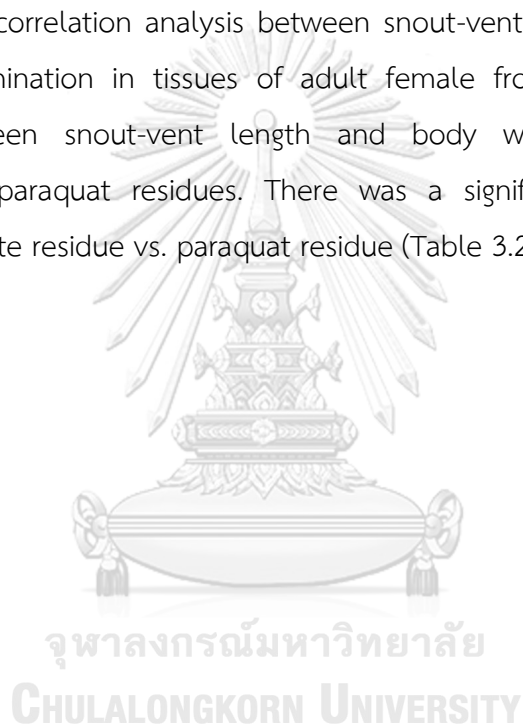 correlation analysis between snout-vent
mination in tissues of adult female fro
een snout-vent length and body w
paraquat residues. There was a signif
te residue vs. paraquat residue (Table 3.2
จุฬาลงกรณ์มหาวิทยาลัย
CHULALONGKORN UNIVERSITY